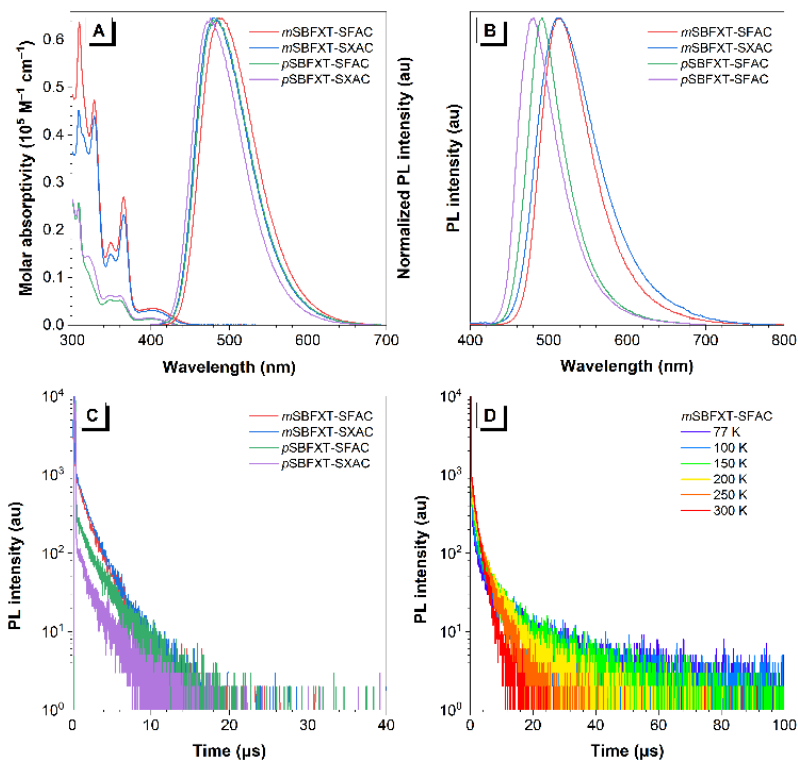 A
mSBFXT-SFAC
mSBFXT-SXAC
pSBFXT-SFAC
pSBFXT-SXAC
0.6
0.5
0.4
0.3
0.2
0.1
0.0
300 400 500 600 700
Molar absorptivity (10⁵ M⁻¹ cm⁻¹)
Normalized PL intensity (au)
Wavelength (nm)
B
mSBFXT-SFAC
mSBFXT-SXAC
pSBFXT-SFAC
pSBFXT-SXAC
400 500 600 700 800
PL intensity (au)
Wavelength (nm)
C
mSBFXT-SFAC
mSBFXT-SXAC
pSBFXT-SFAC
pSBFXT-SXAC
10⁴
10³
10²
10¹
10⁰
0 10 20 30 40
PL intensity (au)
Time (µs)
D
mSBFXT-SFAC
77 K
100 K
150 K
200 K
250 K
300 K
10⁴
10³
10²
10¹
10⁰
0 20 40 60 80 100
PL intensity (au)
Time (µs)